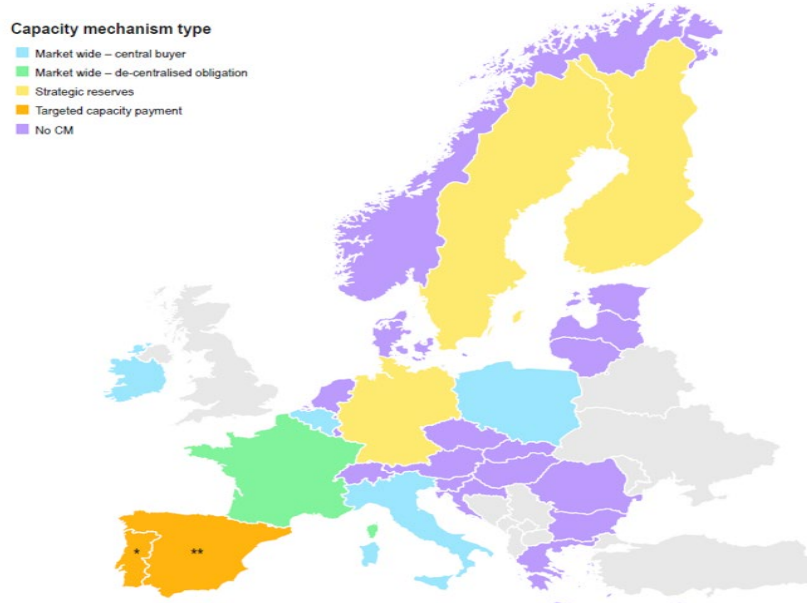 Capacity mechanism type
Market wide – central buyer
Market wide – de-centralised obligation
Strategic reserves
Targeted capacity payment
No CM
*
**